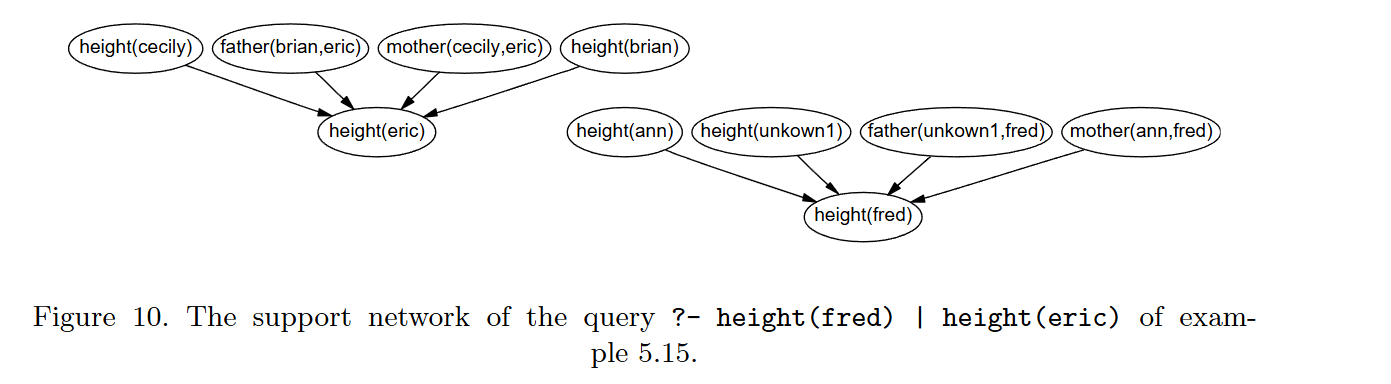 height(cecily) father(brian,eric) mother(cecily,eric) height(brian)
height(eric)
height(ann) height(unkown1) father(unkown1,fred) mother(ann,fred)
height(fred)
Figure 10. The support network of the query ?- height(fred) | height(eric) of exam-
ple 5.15.